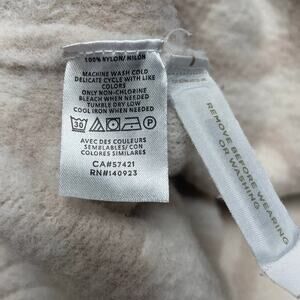 100% NYLON/ NILÓN
MACHINE WASH COLD
DELICATE CYCLE WITH LIKE
COLORS
ONLY NON-CHLORINE
BLEACH WHEN NEEDED
TUMBLE DRY LOW
COOL IRON WHEN NEEDED
30
P
AVEC DES COULEURS
SEMBLABLES/ CON
COLORES SIMILARES
CA#57421
RN#140923
REMOVE BEFORE WEARING
OR WASHING